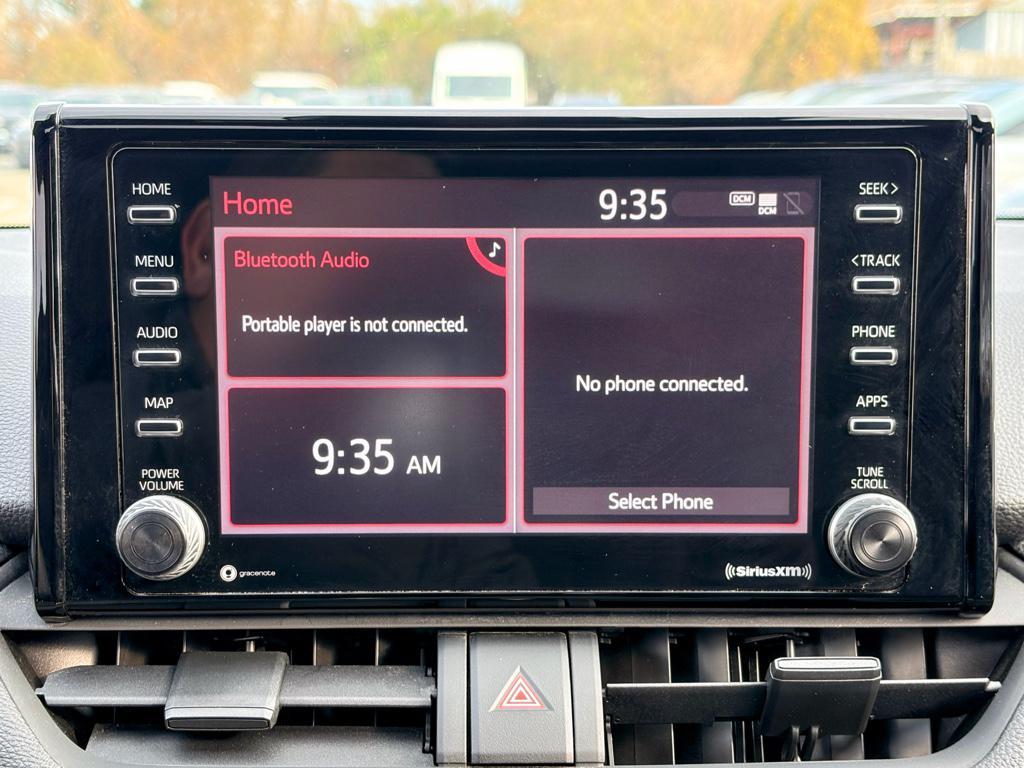 HOME
MENU
AUDIO
MAP
POWER
VOLUME
Home
9:35
DCM
DCM
Bluetooth Audio
Portable player is not connected.
9:35 AM
No phone connected.
Select Phone
SEEK >
< TRACK
PHONE
APPS
TUNE
SCROLL
gracenote
SiriusXM